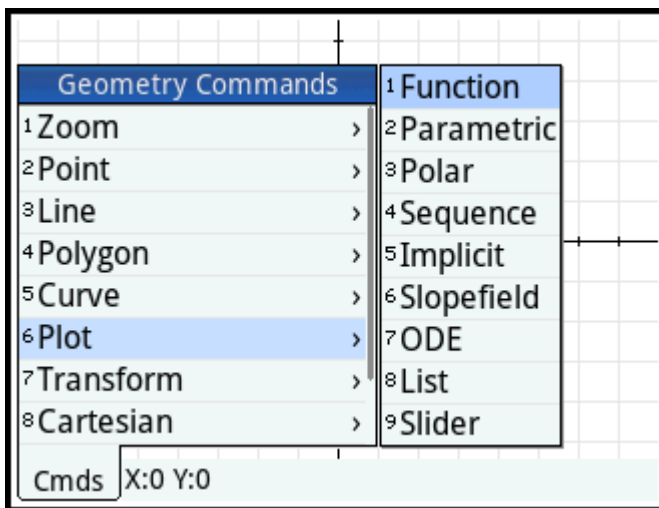 Geometry Commands
1Zoom ›
2Point ›
3Line ›
4Polygon ›
5Curve ›
6Plot ›
7Transform ›
8Cartesian ›
1Function
2Parametric
3Polar
4Sequence
5Implicit
6Slopefield
7ODE
8List
9Slider
Cmds X:0 Y:0